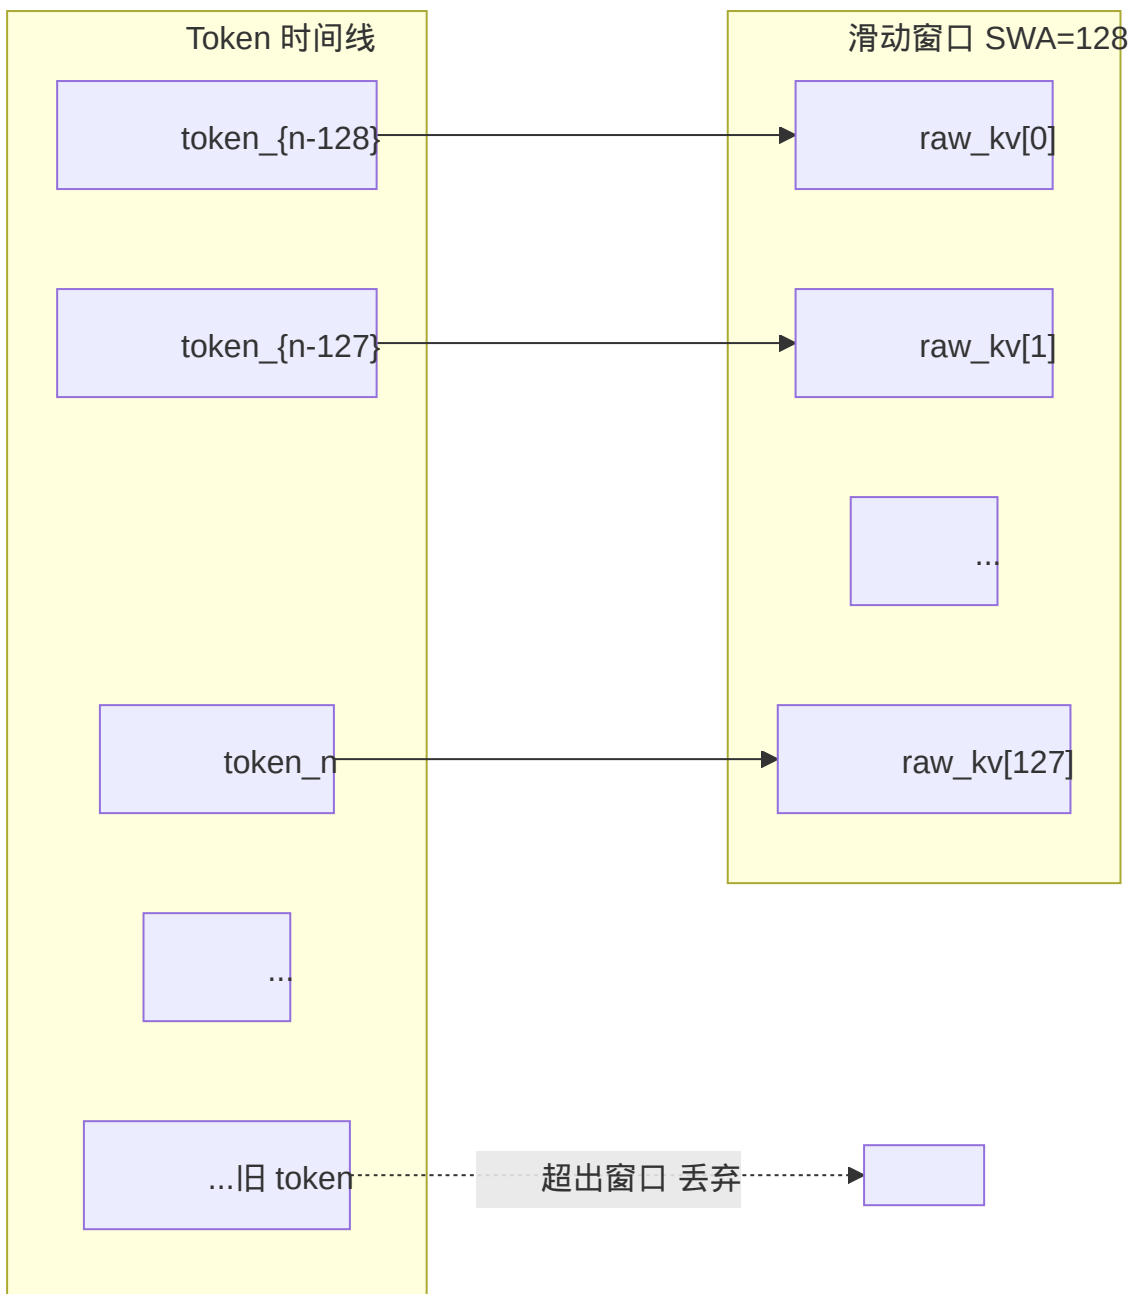 Token 时间线
滑动窗口 SWA=128
token_{n-128}
raw_kv[0]
token_{n-127}
raw_kv[1]
...
token_n
raw_kv[127]
...
...旧 token
超出窗口 丢弃